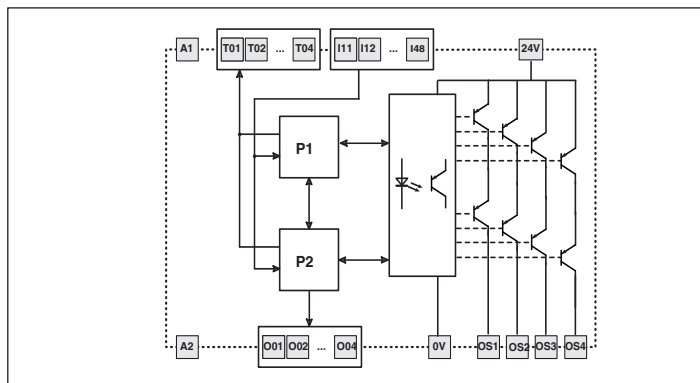 A1 T01 T02 ... T04 I11 I12 ... I48 24V
P1
P2
A2 O01 O02 ... O04 0V OS1 OS2 OS3 OS4